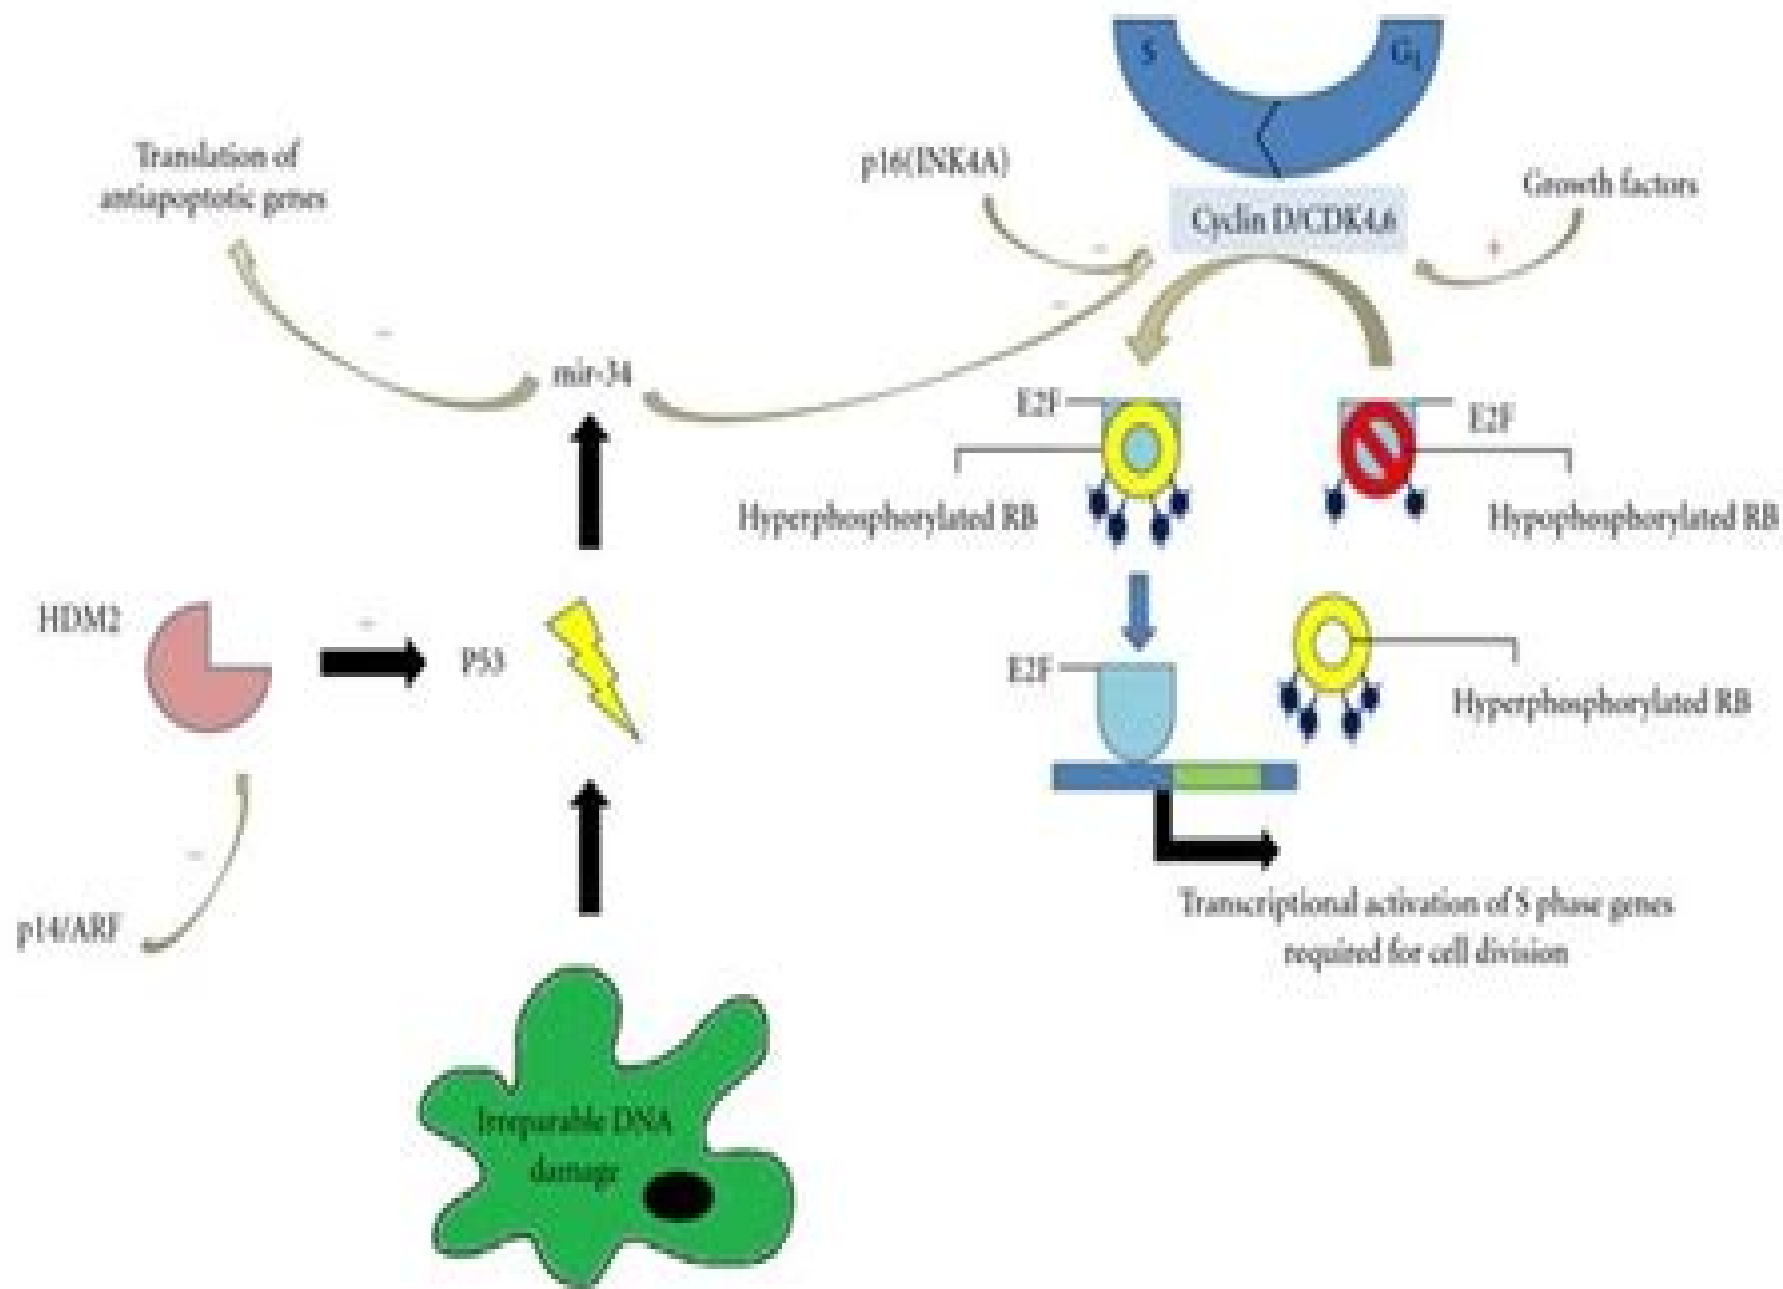 S
G1
Translation of
antiapoptotic genes
p16(INK4A)
Growth factors
Cyclin D/CDK4,6
-
+
-
-
mir-34
E2F
E2F
Hyperphosphorylated RB
Hypophosphorylated RB
HDM2
-
P53
E2F
Hyperphosphorylated RB
-
p14/ARF
Transcriptional activation of S phase genes
required for cell division
Irreparable DNA
damage